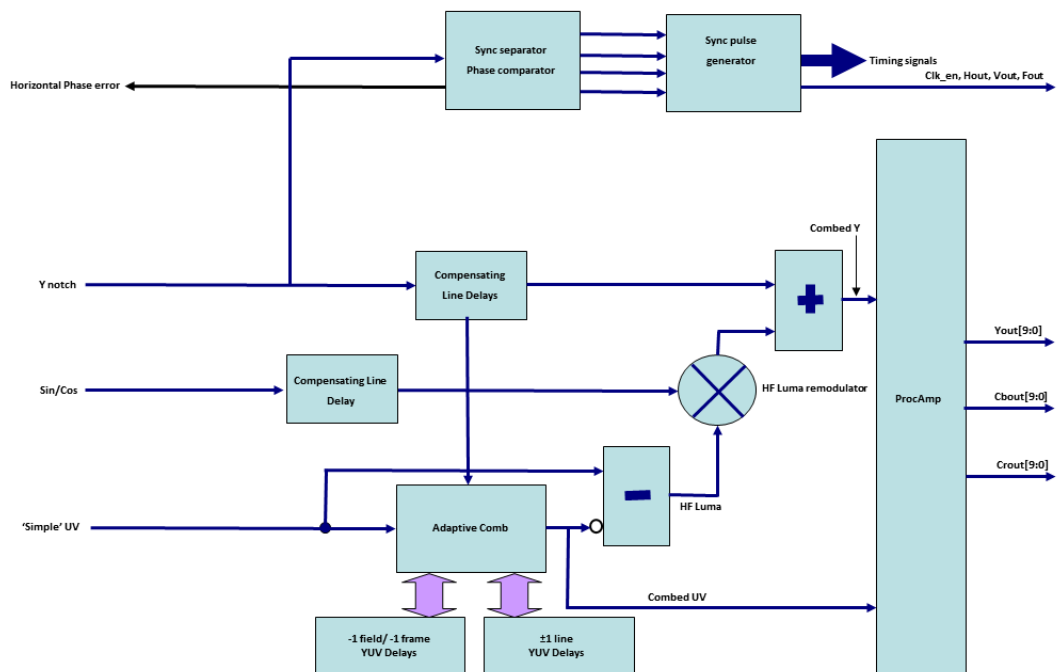 Sync separator
Phase comparator
Sync pulse
generator
Timing signals
Clk_en, Hout, Vout, Fout
Horizontal Phase error
Combed Y
Y notch
Compensating
Line Delays
Yout[9:0]
Sin/Cos
Compensating Line
Delay
HF Luma remodulator
ProcAmp
Cbout[9:0]
Crout[9:0]
HF Luma
'Simple' UV
Adaptive Comb
Combed UV
-1 field/ -1 frame
YUV Delays
±1 line
YUV Delays